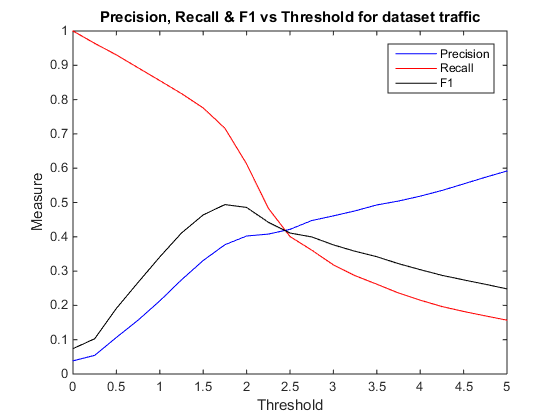 Precision, Recall & F1 vs Threshold for dataset traffic
1
0.9
0.8
0.7
0.6
0.5
0.4
0.3
0.2
0.1
0
Measure
Precision
Recall
F1
0 0.5 1 1.5 2 2.5 3 3.5 4 4.5 5
Threshold